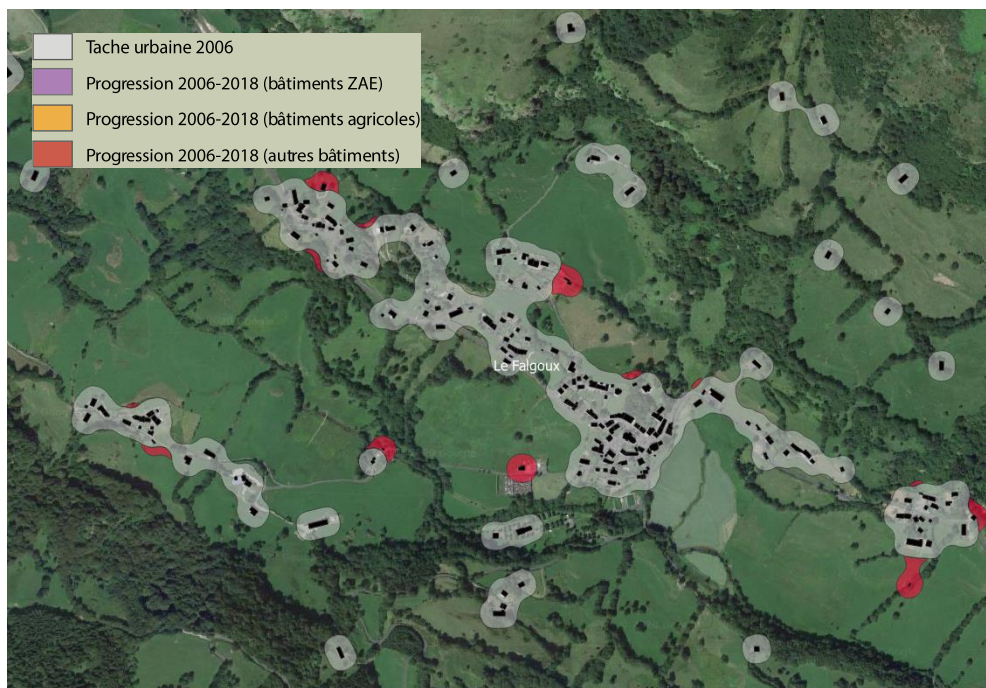 Tache urbaine 2006
Progression 2006-2018 (bâtiments ZAE)
Progression 2006-2018 (bâtiments agricoles)
Progression 2006-2018 (autres bâtiments)
Le Falgoux